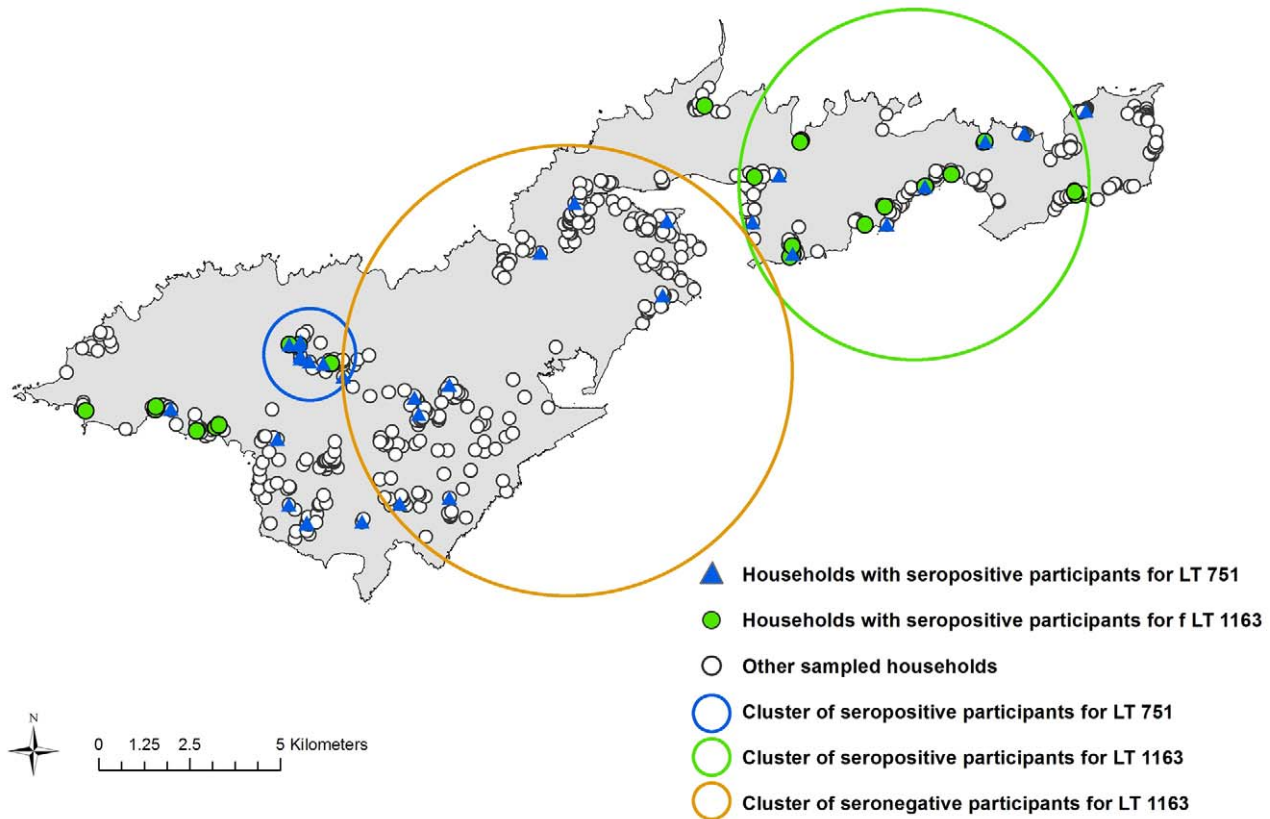 Households with seropositive participants for LT 751
Households with seropositive participants for f LT 1163
Other sampled households
Cluster of seropositive participants for LT 751
Cluster of seropositive participants for LT 1163
Cluster of seronegative participants for LT 1163
N
0 1.25 2.5 5 Kilometers